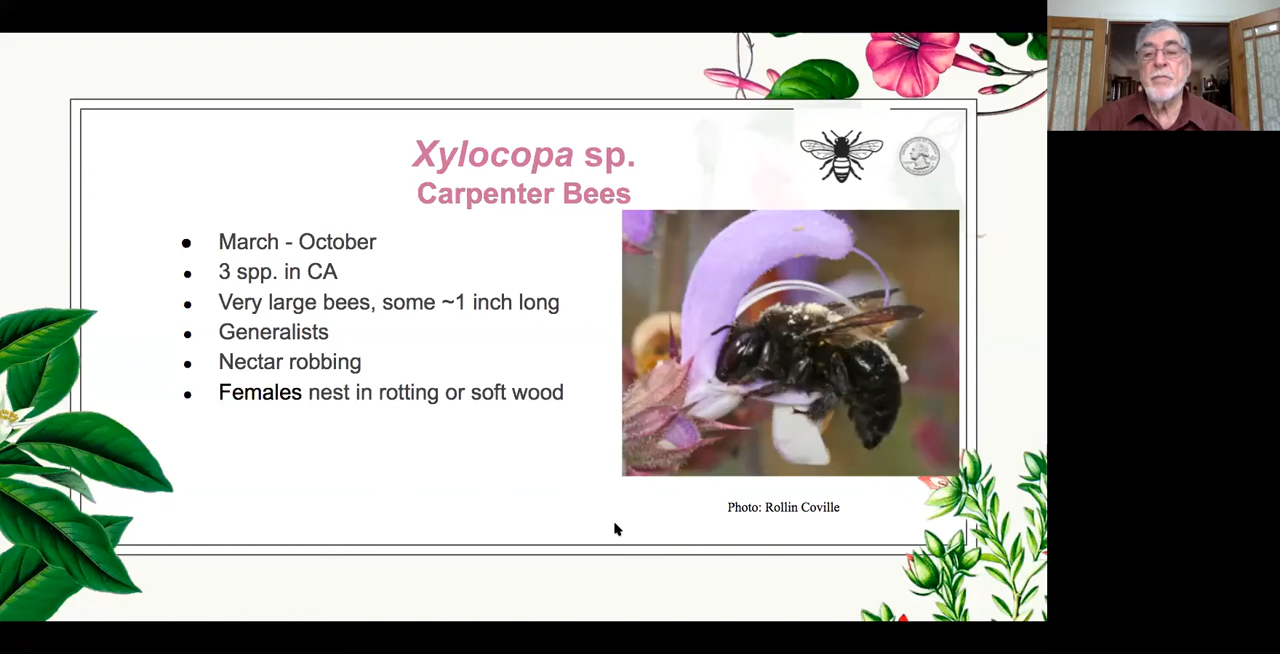 Xylocopa sp.
Carpenter Bees
March - October
3 spp. in CA
Very large bees, some ~1 inch long
Generalists
Nectar robbing
Females nest in rotting or soft wood
Photo: Rollin Coville